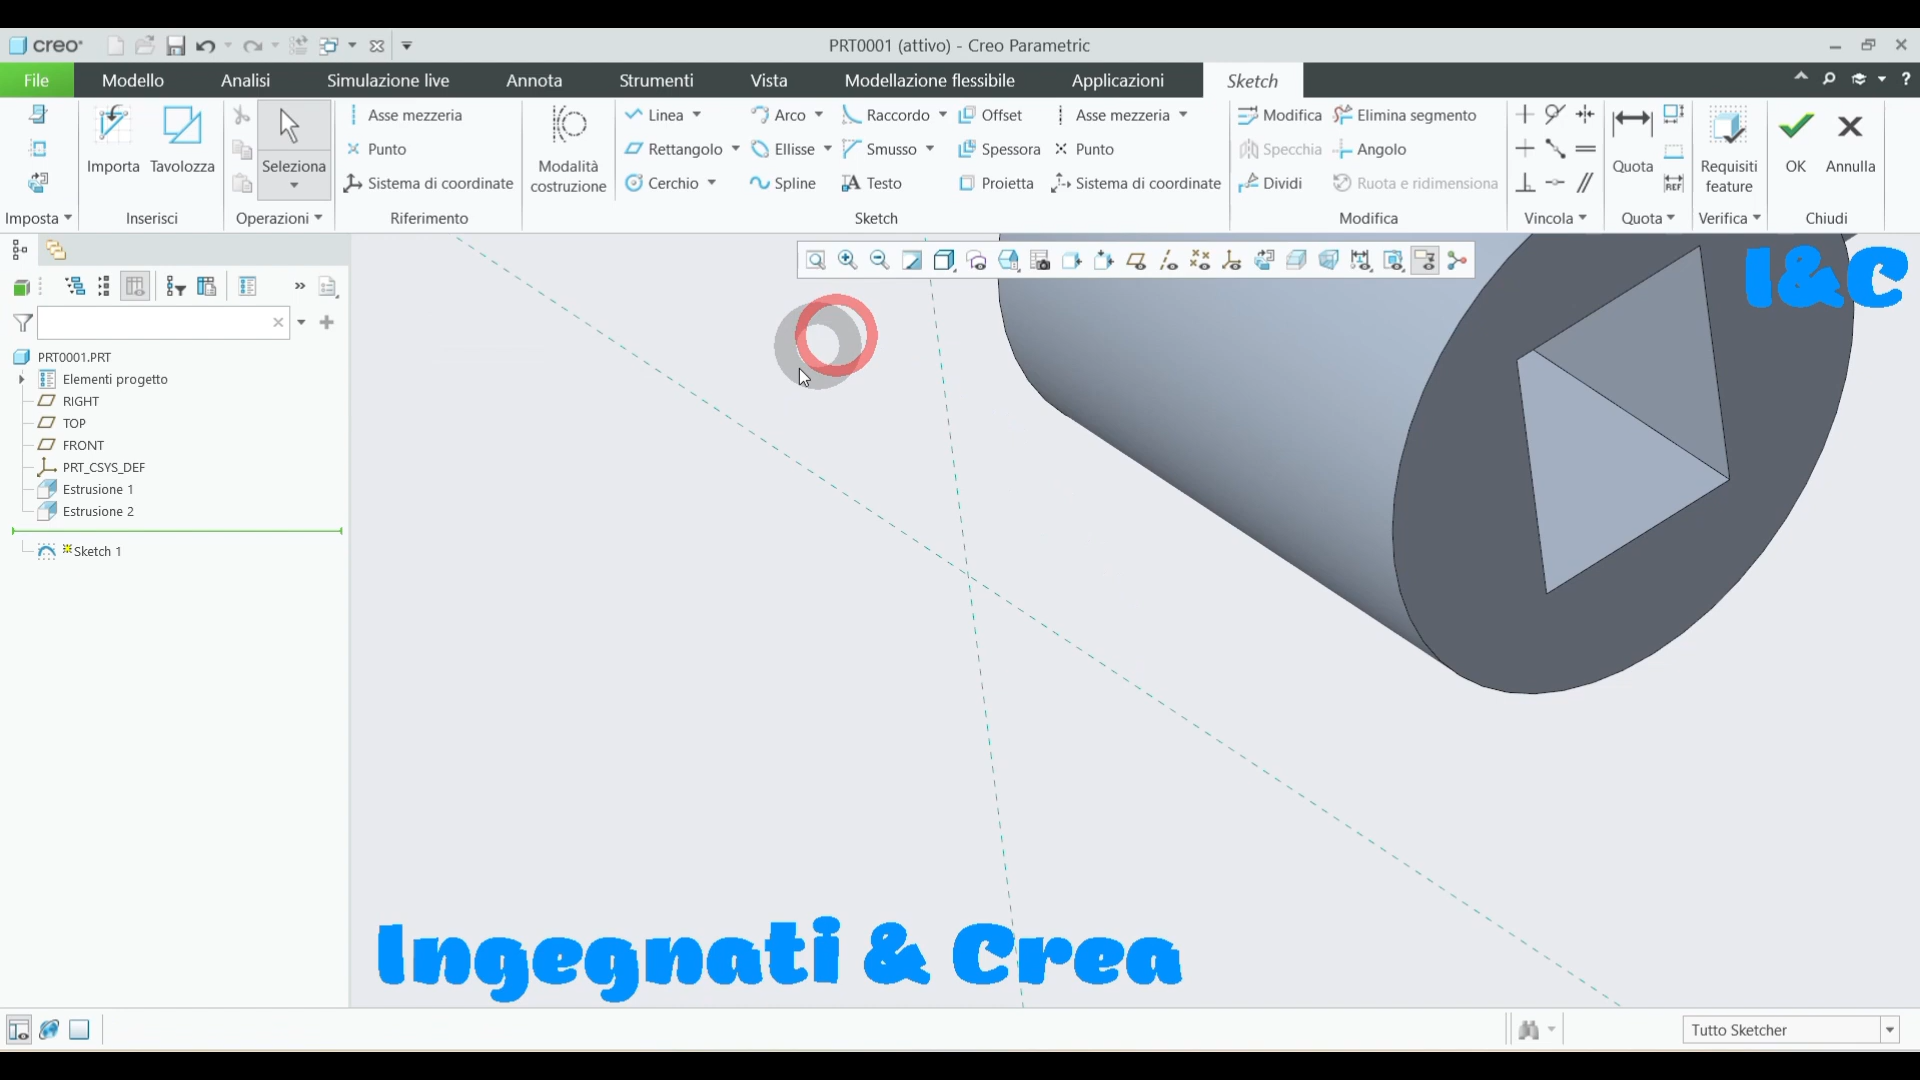 creo
PRT0001 (attivo) - Creo Parametric
File Modello Analisi Simulazione live Annota Strumenti Vista Modellazione flessibile Applicazioni Sketch
Asse mezzeria Linea Arco Raccordo Offset Asse mezzeria Modifica Elimina segmento
Punto Rettangolo Ellisse Smusso Spessora Punto Specchia Angolo
Importa Tavolozza Seleziona Modalità costruzione Quota Requisiti feature OK Annulla
Sistema di coordinate Cerchio Spline Testo Proietta Sistema di coordinate Dividi Ruota e ridimensiona
REF
Imposta Inserisci Operazioni Riferimento Sketch Modifica Vincola Quota Verifica Chiudi
I&C
PRT0001.PRT
Elementi progetto
RIGHT
TOP
FRONT
PRT_CSYS_DEF
Estrusione 1
Estrusione 2
Sketch 1
Ingegnati & Crea
Tutto Sketcher